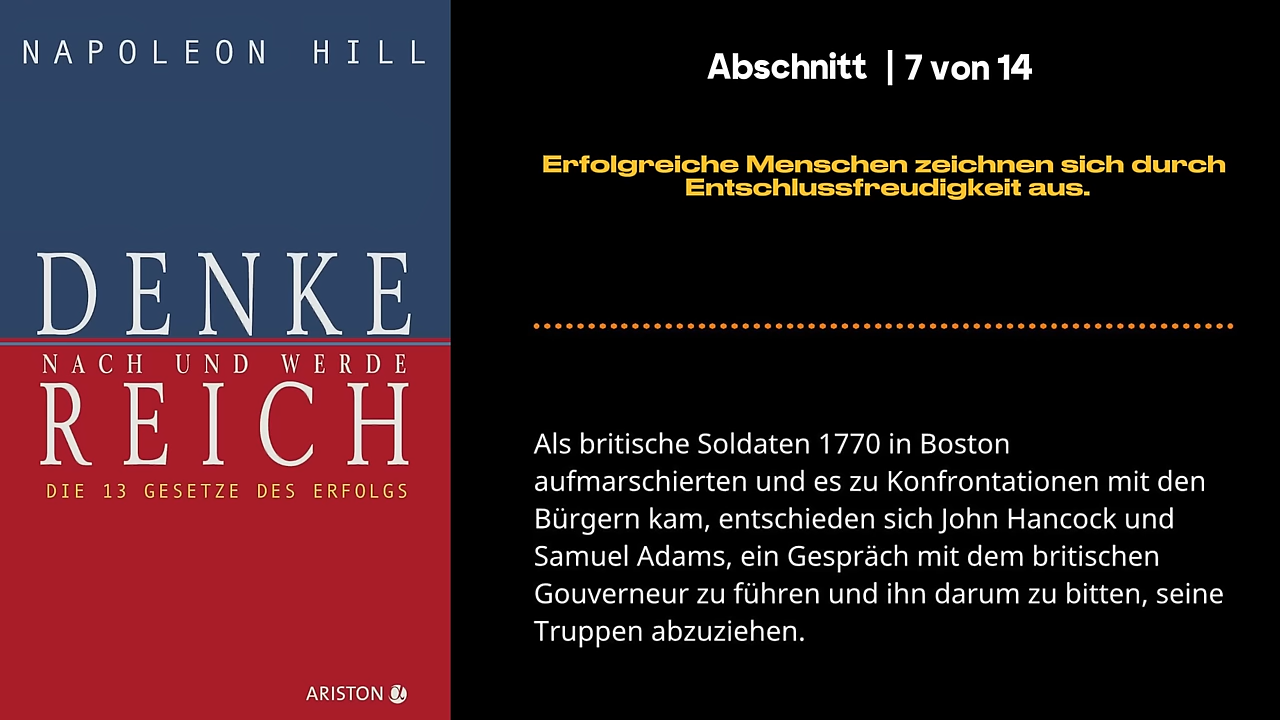 NAPOLEON HILL
DENKE
NACH UND WERDE
REICH
DIE 13 GESETZE DES ERFOLGS
ARISTON
Abschnitt | 7 von 14
Erfolgreiche Menschen zeichnen sich durch
Entschlussfreudigkeit aus.
Als britische Soldaten 1770 in Boston
aufmarschierten und es zu Konfrontationen mit den
Bürgern kam, entschieden sich John Hancock und
Samuel Adams, ein Gespräch mit dem britischen
Gouverneur zu führen und ihn darum zu bitten, seine
Truppen abzuziehen.